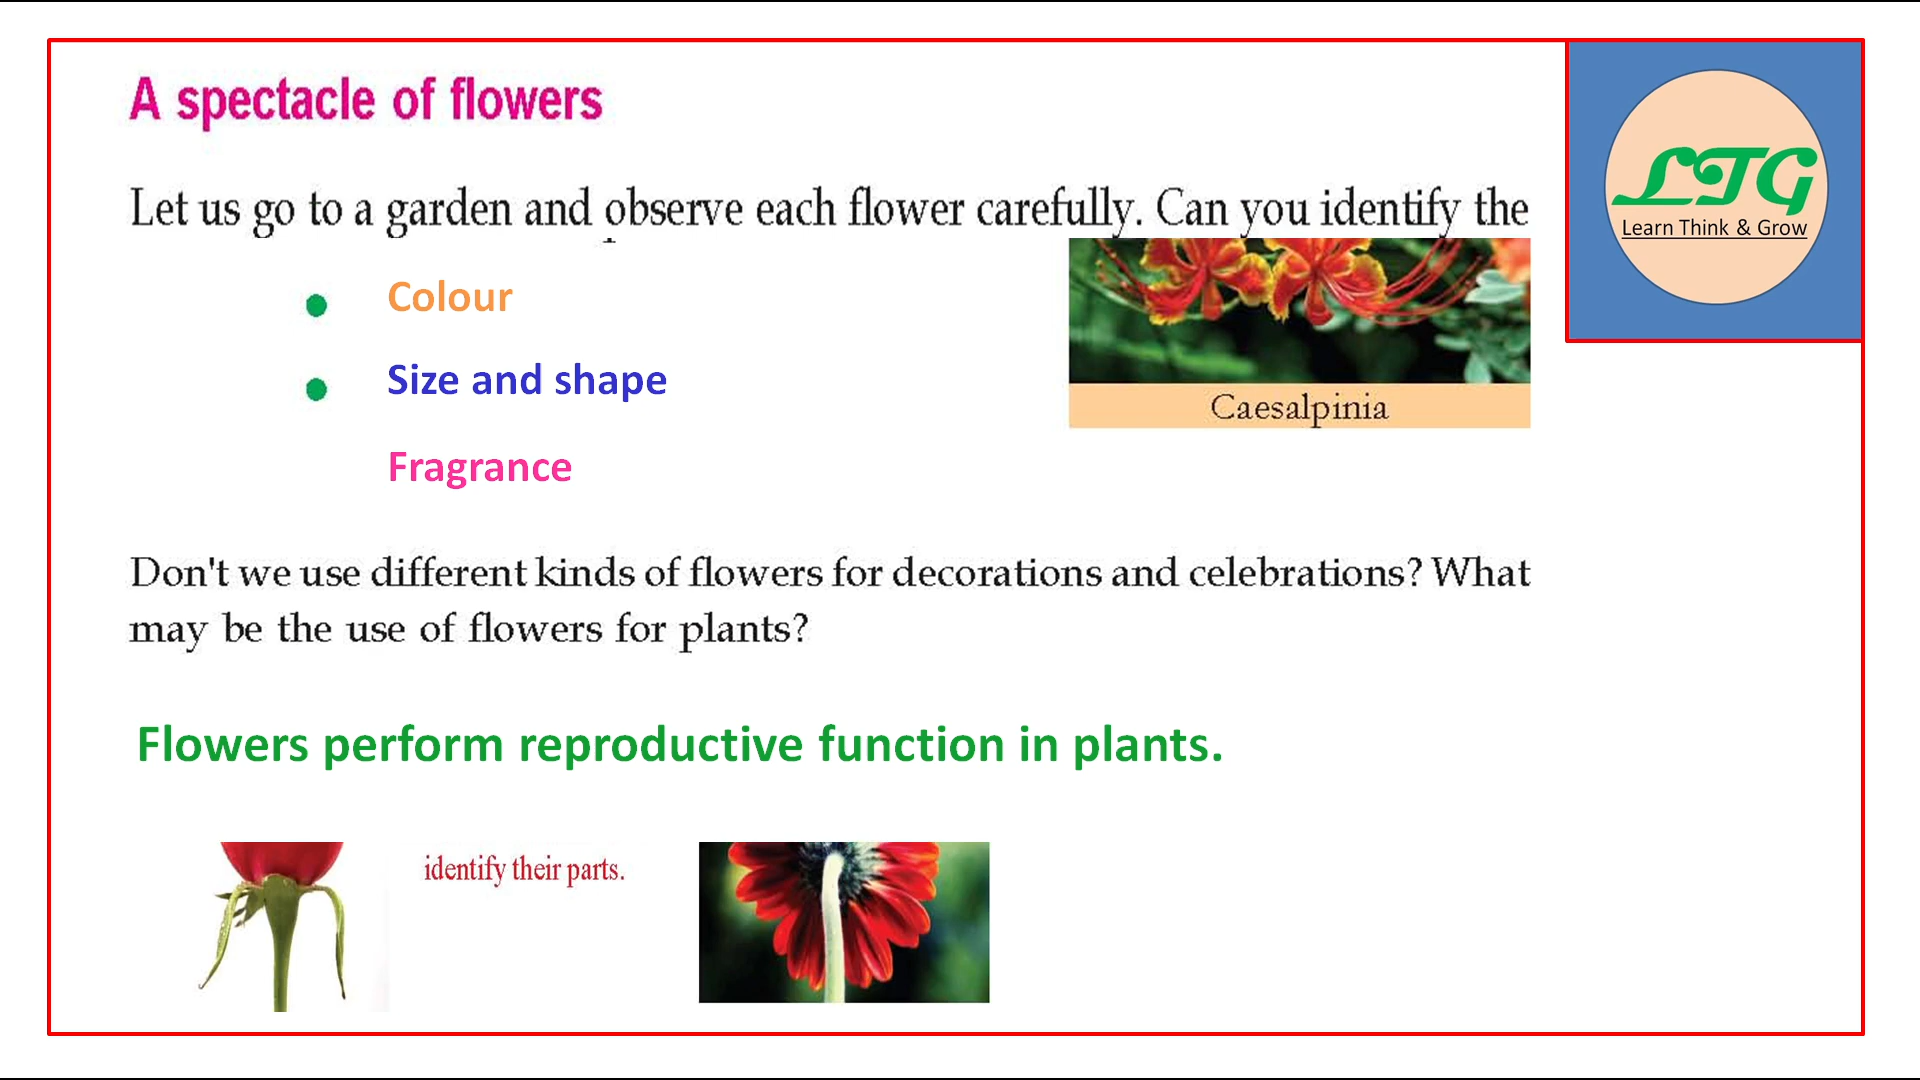 A spectacle of flowers
Let us go to a garden and observe each flower carefully. Can you identify the
LTG
Learn Think & Grow
Colour
Size and shape
Caesalpinia
Fragrance
Don't we use different kinds of flowers for decorations and celebrations? What
may be the use of flowers for plants?
Flowers perform reproductive function in plants.
identify their parts.